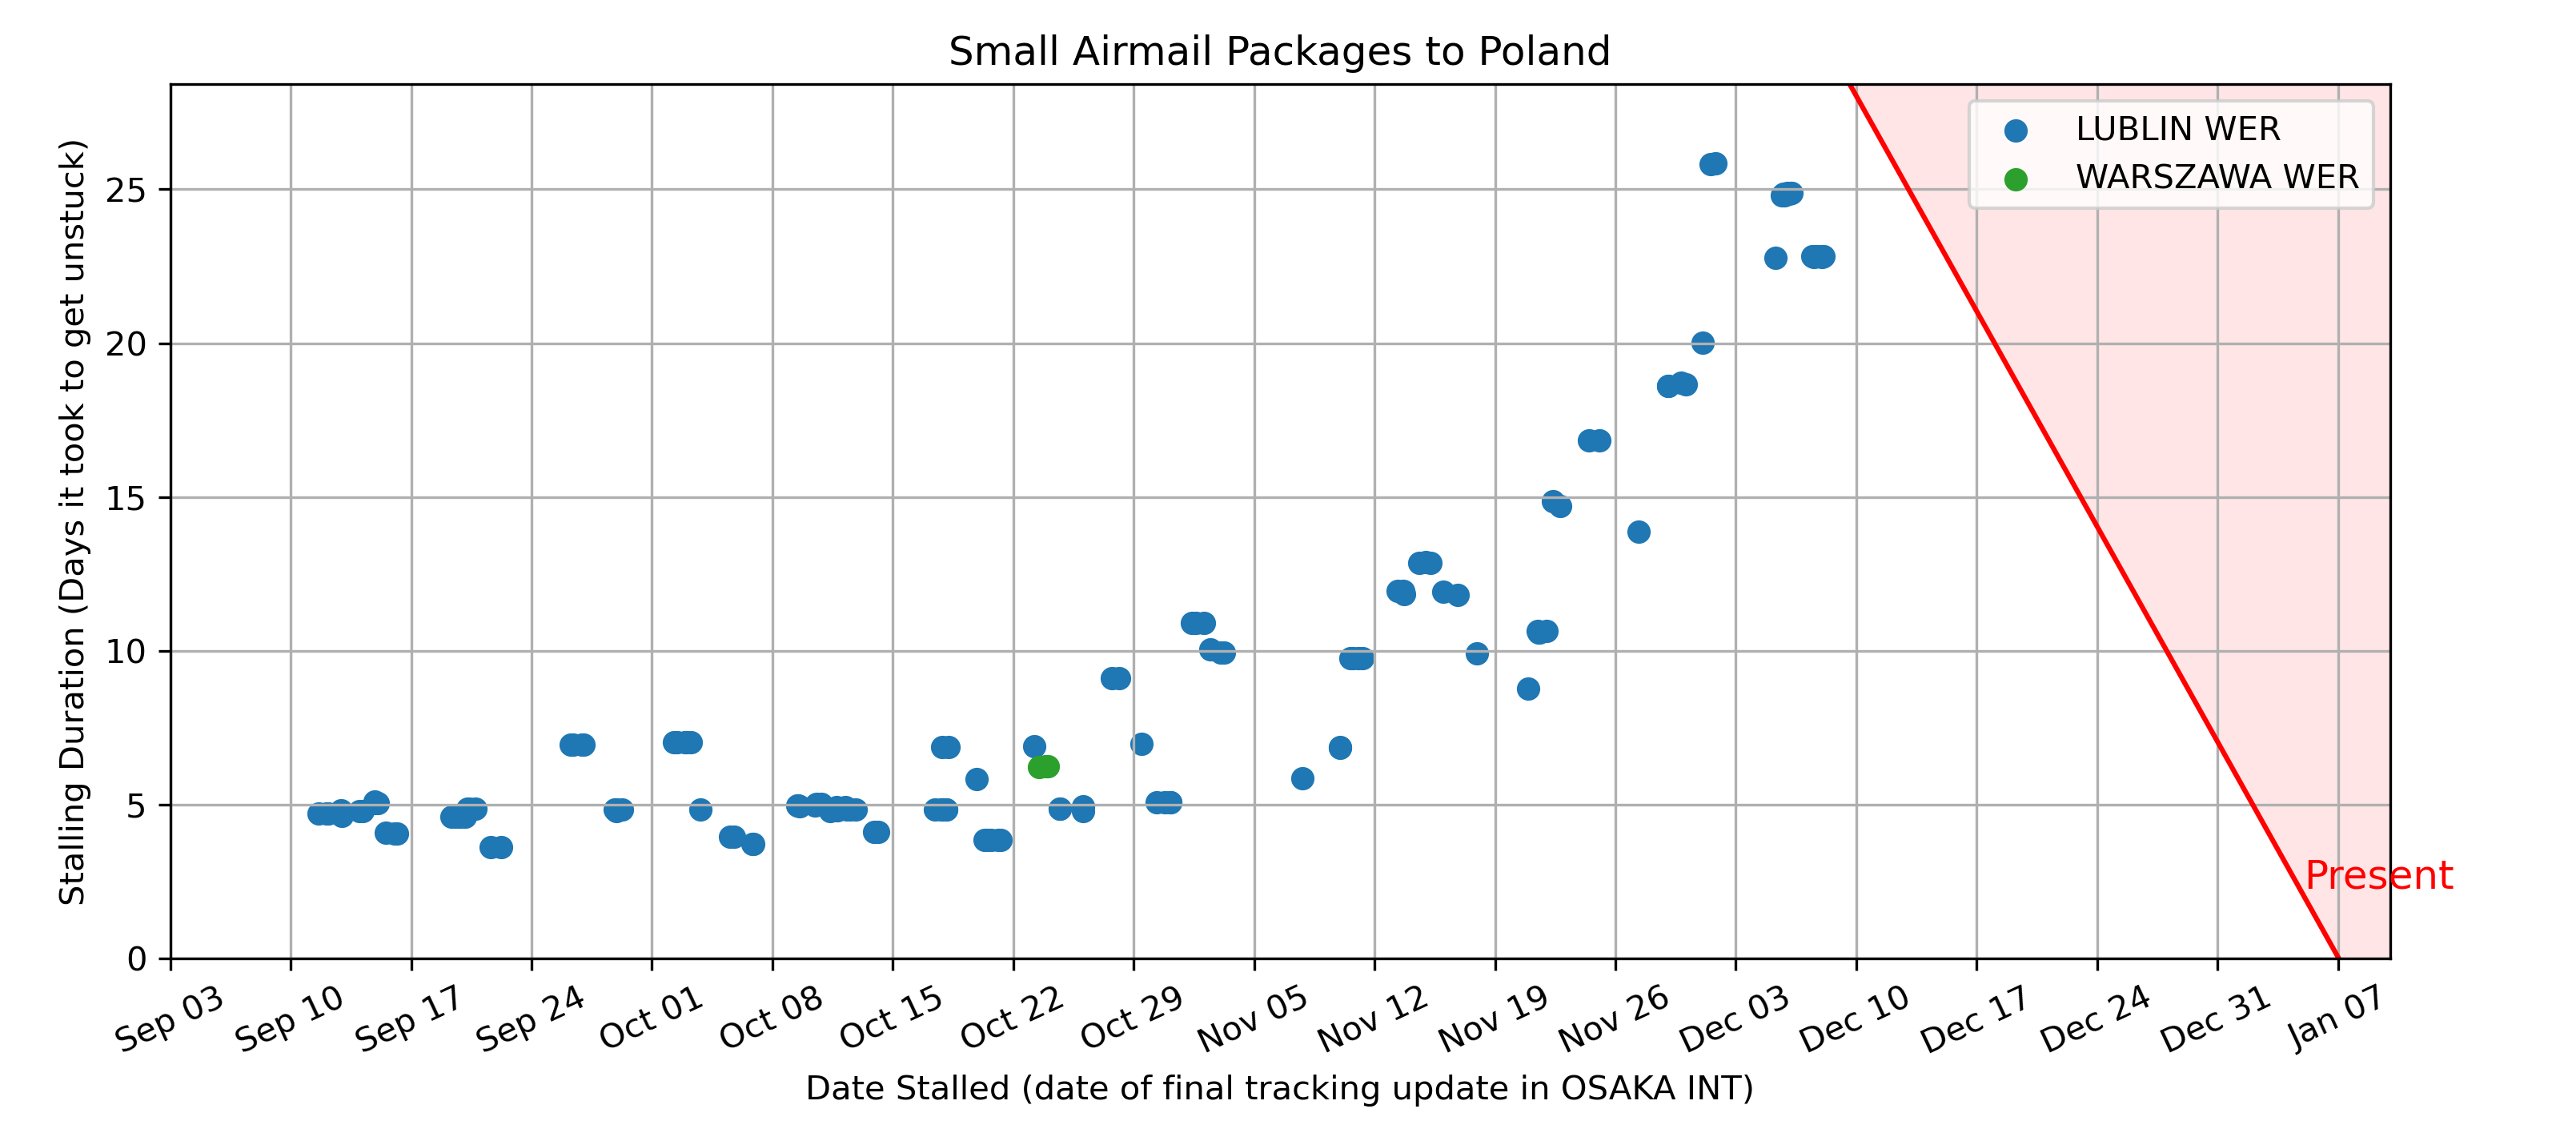 Small Airmail Packages to Poland
LUBLIN WER
WARSZAWA WER
Stalling Duration (Days it took to get unstuck)
25
20
15
10
5
0
Present
Sep 03
Sep 10
Sep 17
Sep 24
Oct 01
Oct 08
Oct 15
Oct 22
Oct 29
Nov 05
Nov 12
Nov 19
Nov 26
Dec 03
Dec 10
Dec 17
Dec 24
Dec 31
Jan 07
Date Stalled (date of final tracking update in OSAKA INT)